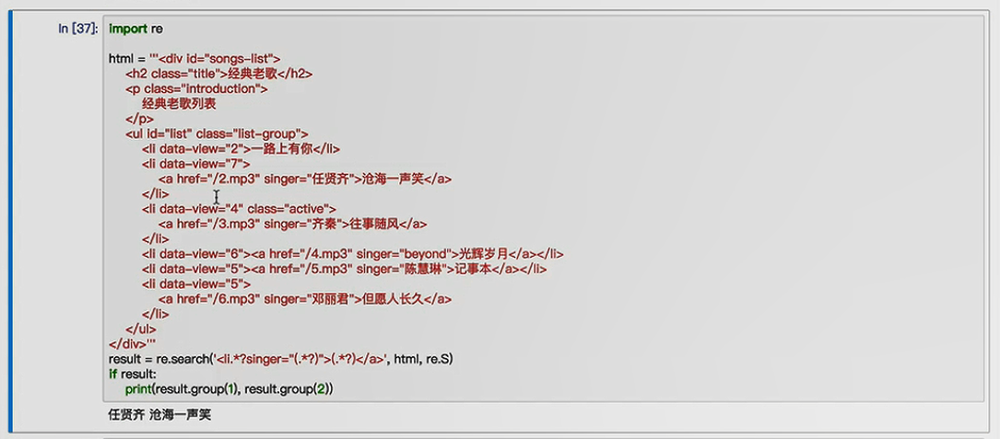 In [37]:
import re
html = '''<div id="songs-list">
<h2 class="title">经典老歌</h2>
<p class="introduction">
经典老歌列表
</p>
<ul id="list" class="list-group">
<li data-view="2">一路上有你</li>
<li data-view="7">
<a href="/2.mp3" singer="任贤齐">沧海一声笑</a>
</li>
<li data-view="4" class="active">
<a href="/3.mp3" singer="齐秦">往事随风</a>
</li>
<li data-view="6"><a href="/4.mp3" singer="beyond">光辉岁月</a></li>
<li data-view="5"><a href="/5.mp3" singer="陈慧琳">记事本</a></li>
<li data-view="5">
<a href="/6.mp3" singer="邓丽君">但愿人长久</a>
</li>
</ul>
</div>'''
result = re.search('<li.*?singer="(.*?)">(.*?)</a>', html, re.S)
if result:
print(result.group(1), result.group(2))
任贤齐 沧海一声笑